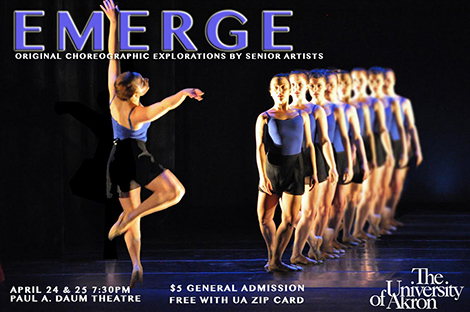 EMERGE
ORIGINAL CHOREOGRAPHIC EXPLORATIONS BY SENIOR ARTISTS
APRIL 24 & 25 7:30PM
PAUL A. DAUM THEATRE
$5 GENERAL ADMISSION
FREE WITH UA ZIP CARD
The
University
of Akron